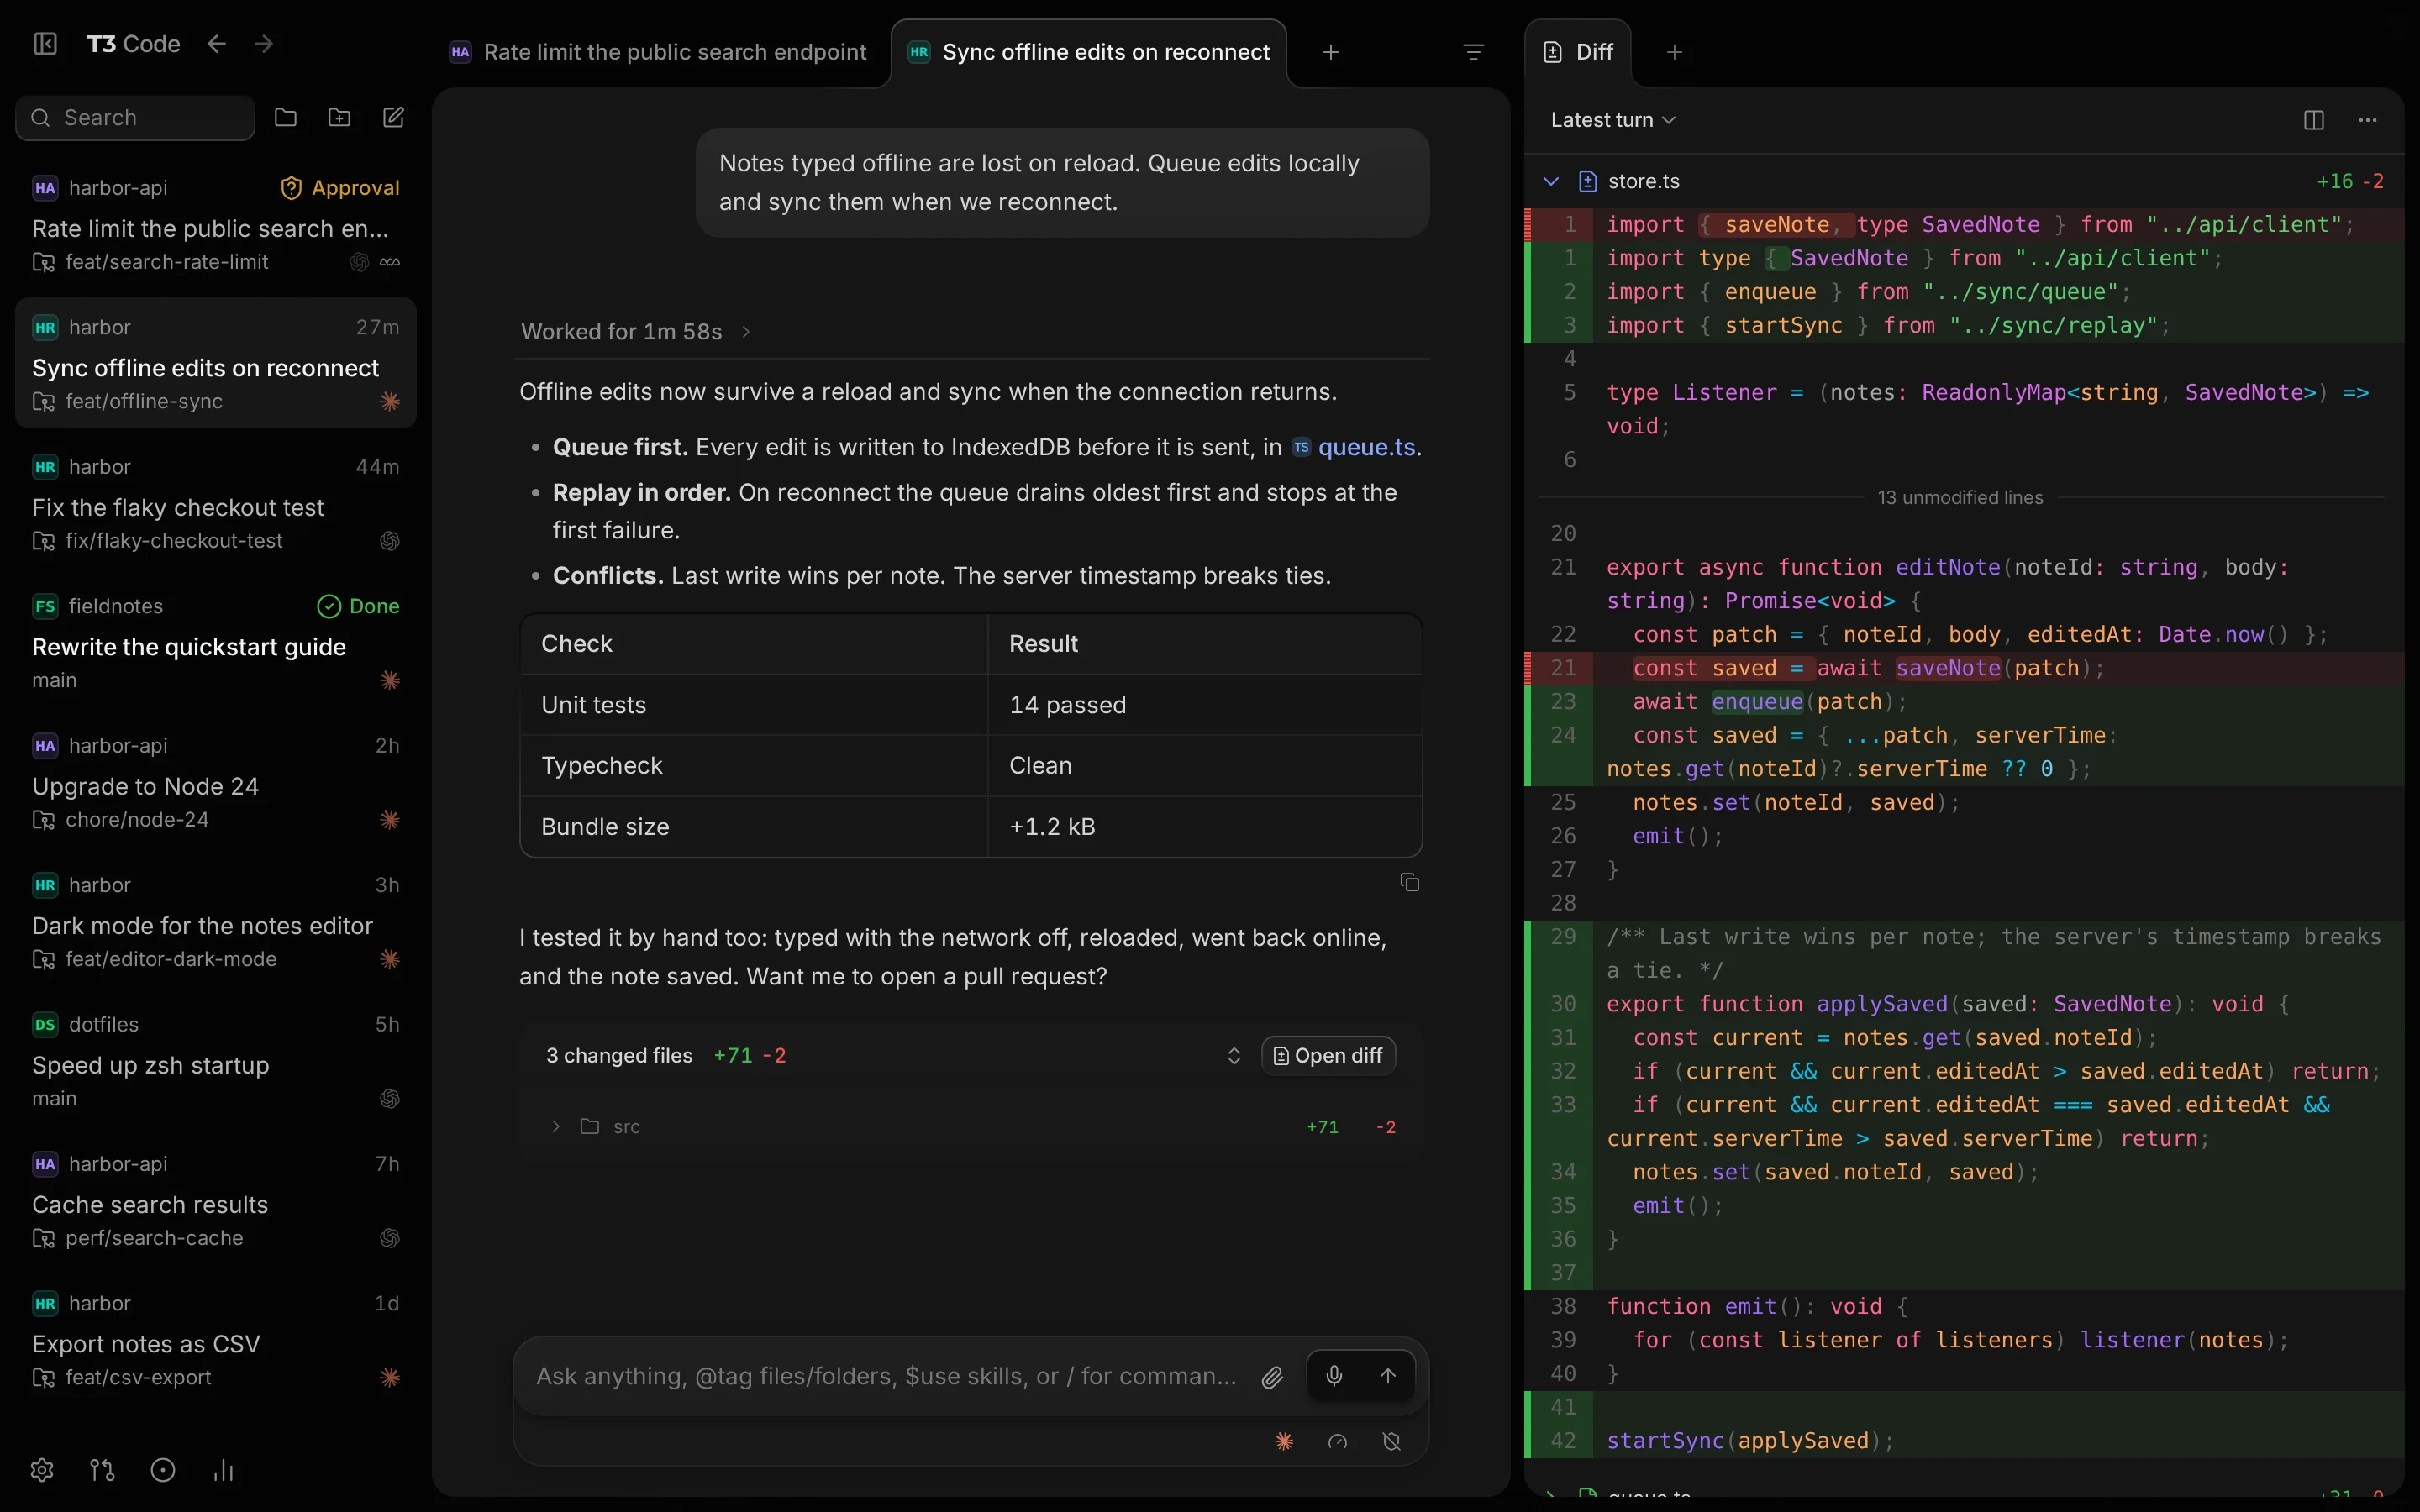 T3 Code
Search
HA harbor-api Approval
Rate limit the public search en...
feat/search-rate-limit
HR harbor 27m
Sync offline edits on reconnect
feat/offline-sync
HR harbor 44m
Fix the flaky checkout test
fix/flaky-checkout-test
FS fieldnotes Done
Rewrite the quickstart guide
main
HA harbor-api 2h
Upgrade to Node 24
chore/node-24
HR harbor 3h
Dark mode for the notes editor
feat/editor-dark-mode
DS dotfiles 5h
Speed up zsh startup
main
HA harbor-api 7h
Cache search results
perf/search-cache
HR harbor 1d
Export notes as CSV
feat/csv-export
HA Rate limit the public search endpoint
HR Sync offline edits on reconnect
Notes typed offline are lost on reload. Queue edits locally
and sync them when we reconnect.
Worked for 1m 58s
Offline edits now survive a reload and sync when the connection returns.
• Queue first. Every edit is written to IndexedDB before it is sent, in TS queue.ts.
• Replay in order. On reconnect the queue drains oldest first and stops at the
first failure.
• Conflicts. Last write wins per note. The server timestamp breaks ties.
Check Result
Unit tests 14 passed
Typecheck Clean
Bundle size +1.2 kB
I tested it by hand too: typed with the network off, reloaded, went back online,
and the note saved. Want me to open a pull request?
3 changed files +71 -2 Open diff
src +71 -2
Ask anything, @tag files/folders, $use skills, or / for comman...
Diff
Latest turn
store.ts +16 -2
1 import { saveNote, type SavedNote } from "../api/client";
1 import type { SavedNote } from "../api/client";
2 import { enqueue } from "../sync/queue";
3 import { startSync } from "../sync/replay";
4
5 type Listener = (notes: ReadonlyMap<string, SavedNote>) =>
void;
6
13 unmodified lines
20
21 export async function editNote(noteId: string, body:
string): Promise<void> {
22 const patch = { noteId, body, editedAt: Date.now() };
21 const saved = await saveNote(patch);
23 await enqueue(patch);
24 const saved = { ...patch, serverTime:
notes.get(noteId)?.serverTime ?? 0 };
25 notes.set(noteId, saved);
26 emit();
27 }
28
29 /** Last write wins per note; the server's timestamp breaks
a tie. */
30 export function applySaved(saved: SavedNote): void {
31 const current = notes.get(saved.noteId);
32 if (current && current.editedAt > saved.editedAt) return;
33 if (current && current.editedAt === saved.editedAt &&
current.serverTime > saved.serverTime) return;
34 notes.set(saved.noteId, saved);
35 emit();
36 }
37
38 function emit(): void {
39 for (const listener of listeners) listener(notes);
40 }
41
42 startSync(applySaved);
queue.ts +31 -0